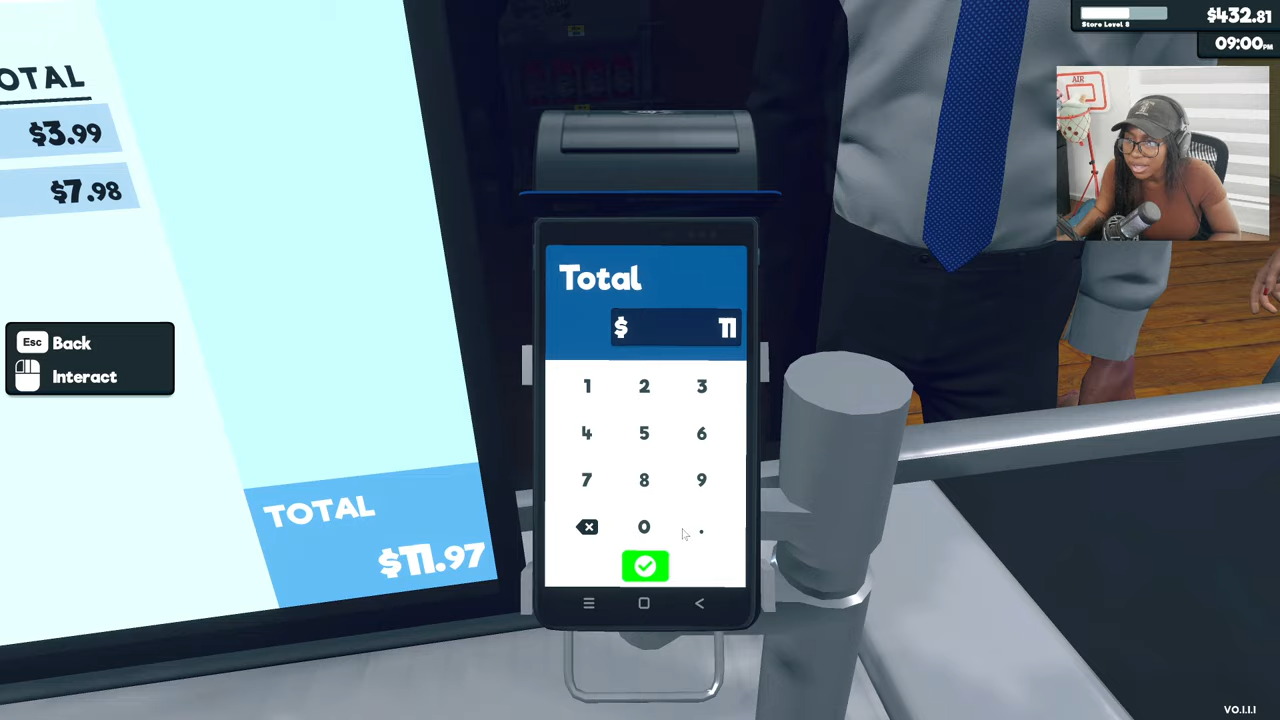 $432.81
Store Level 8
09:00PM
AIR
OTAL
$3.99
$7.98
Total
$ 11
Esc Back
Interact
1 2 3
4 5 6
7 8 9
0 .
TOTAL
$11.97
V0.1.1.1